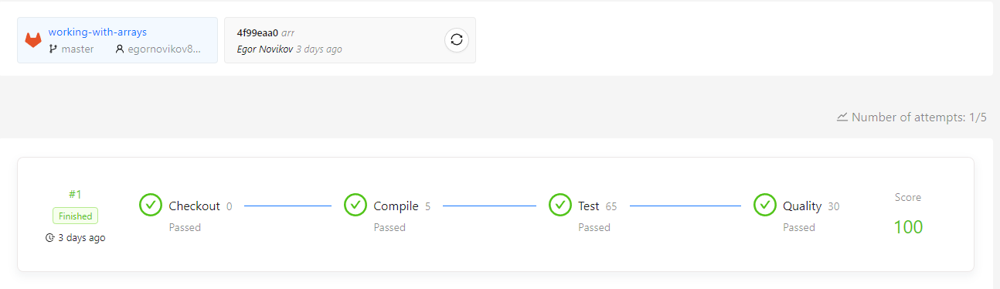 working-with-arrays
master egornovikov8...
4f99eaa0 arr
Egor Novikov 3 days ago
Number of attempts: 1/5
#1
Finished
3 days ago
Checkout 0
Passed
Compile 5
Passed
Test 65
Passed
Quality 30
Passed
Score
100